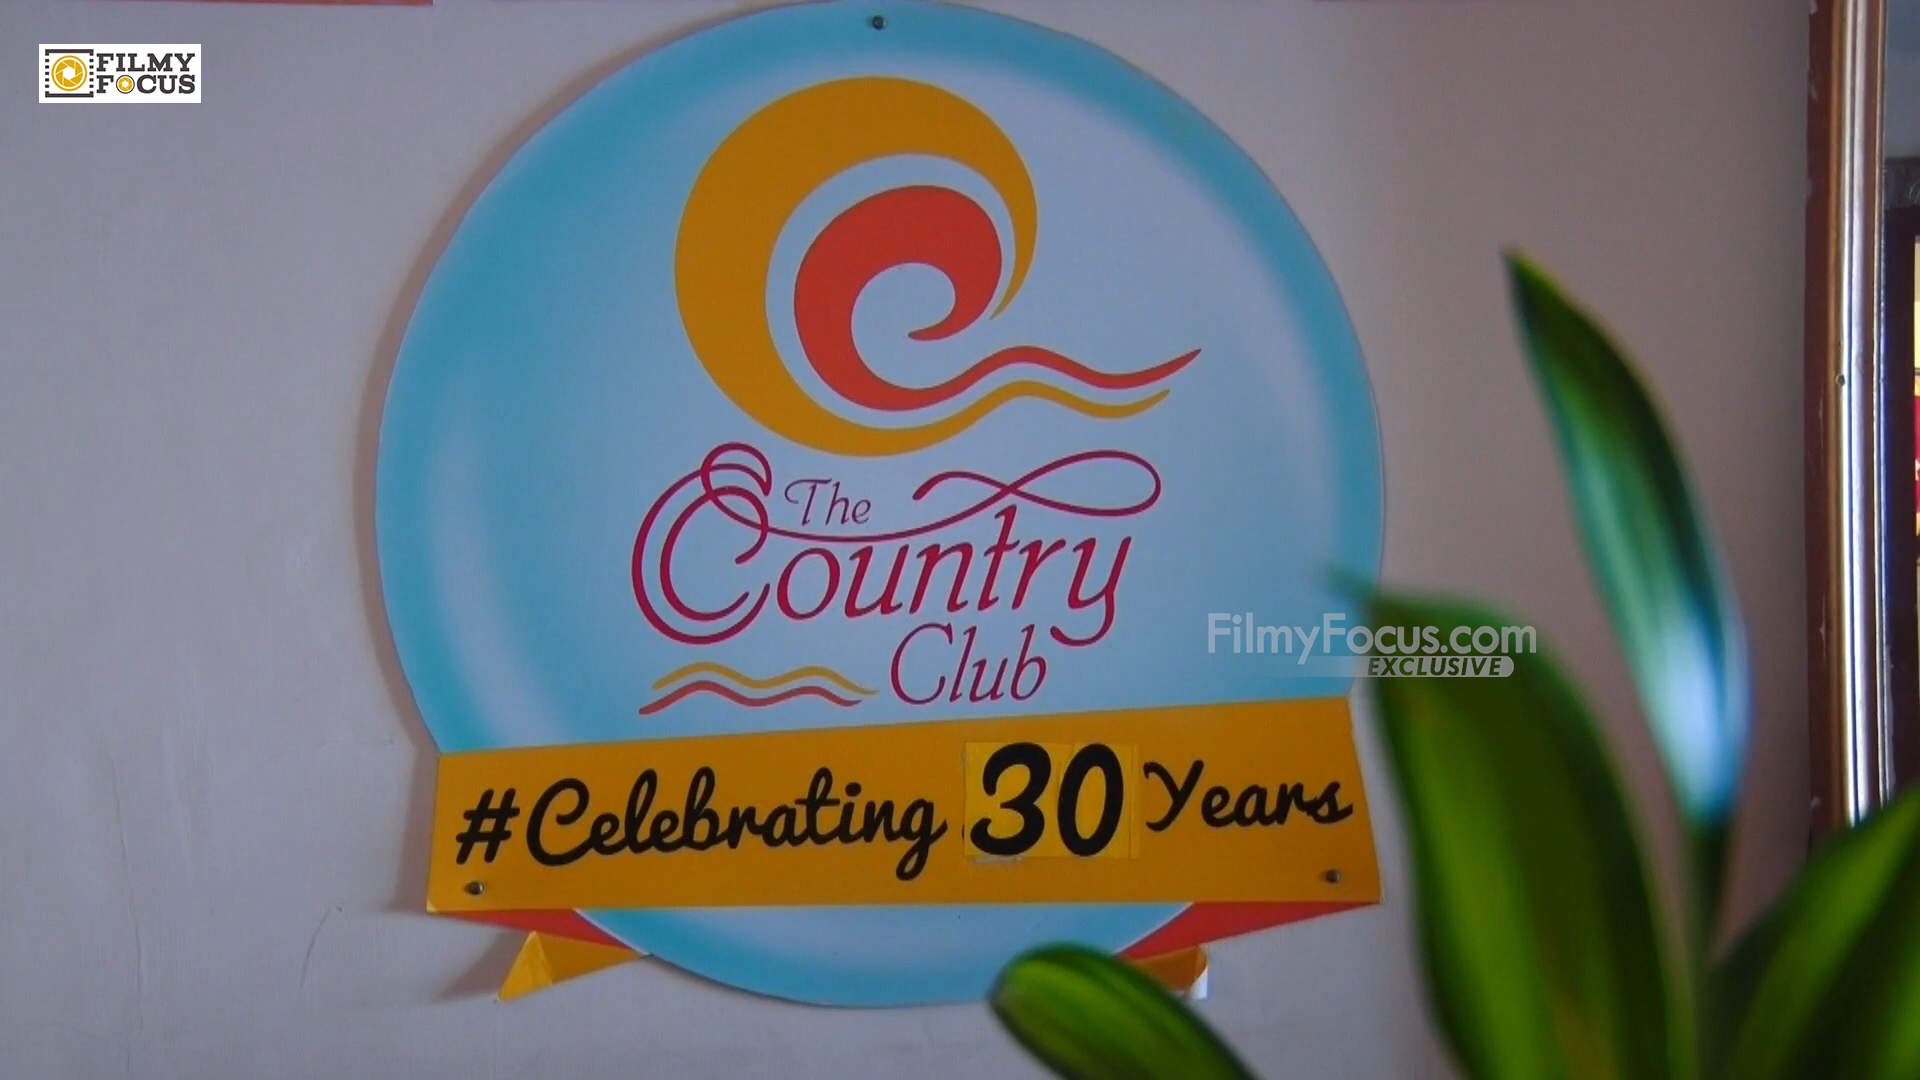 FILMY
FOCUS
The
Country
Club
FilmyFocus.com
EXCLUSIVE
#Celebrating 30 Years